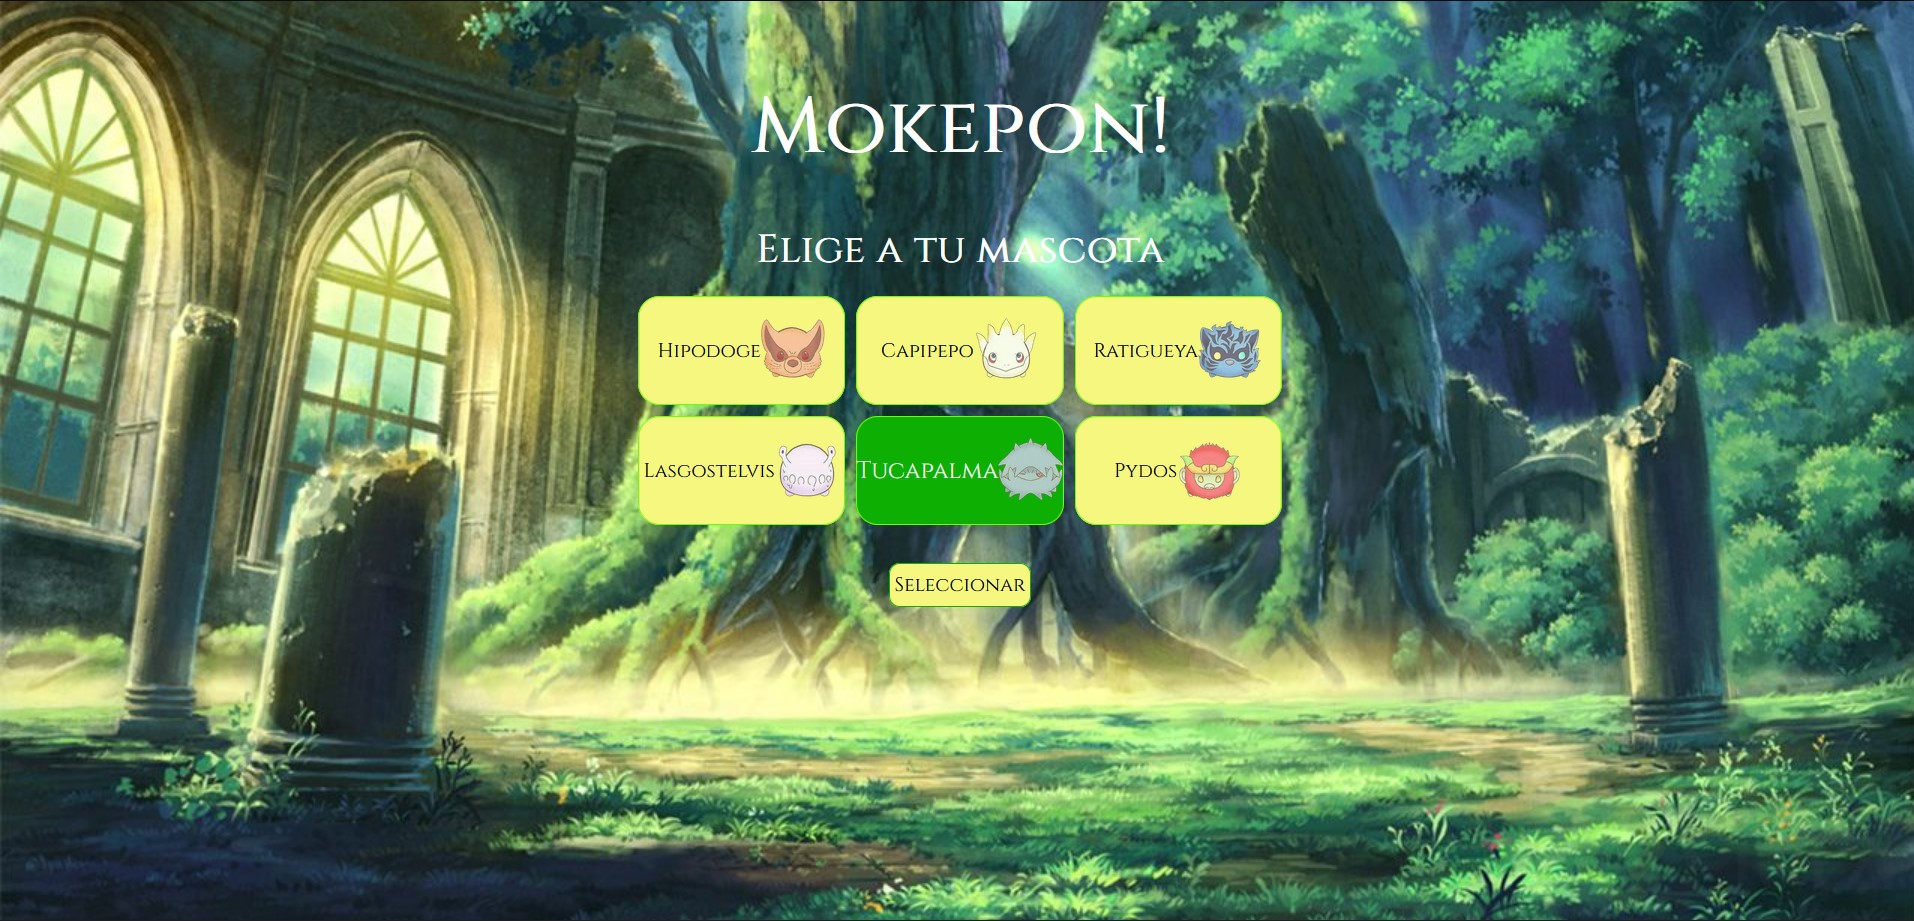 Mokepon!
Elige a tu mascota
Hipodoge
Capipepo
Ratigueya
Lasgostelvis
Tucapalma
Pydos
Seleccionar